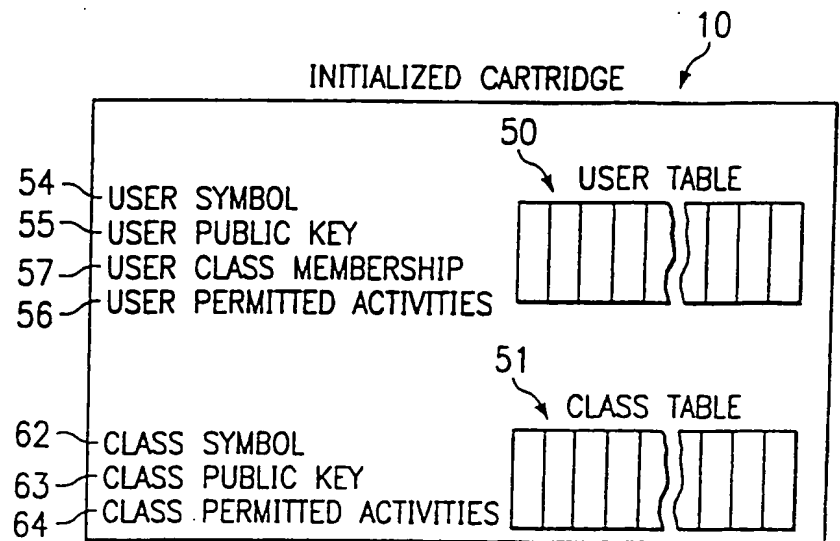 10
INITIALIZED CARTRIDGE
50
USER TABLE
54 USER SYMBOL
55 USER PUBLIC KEY
57 USER CLASS MEMBERSHIP
56 USER PERMITTED ACTIVITIES
51
CLASS TABLE
62 CLASS SYMBOL
63 CLASS PUBLIC KEY
64 CLASS PERMITTED ACTIVITIES